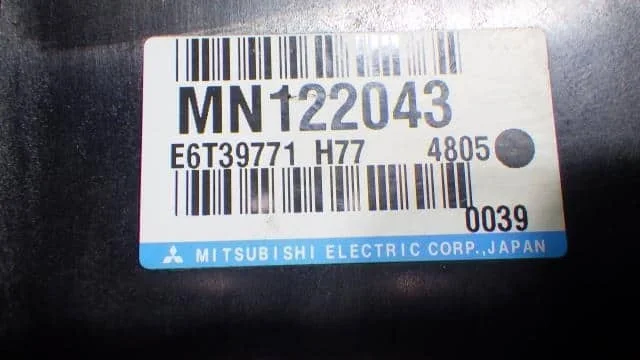 MN122043
E6T39771 H77 4805
0039
MITSUBISHI ELECTRIC CORP.,JAPAN